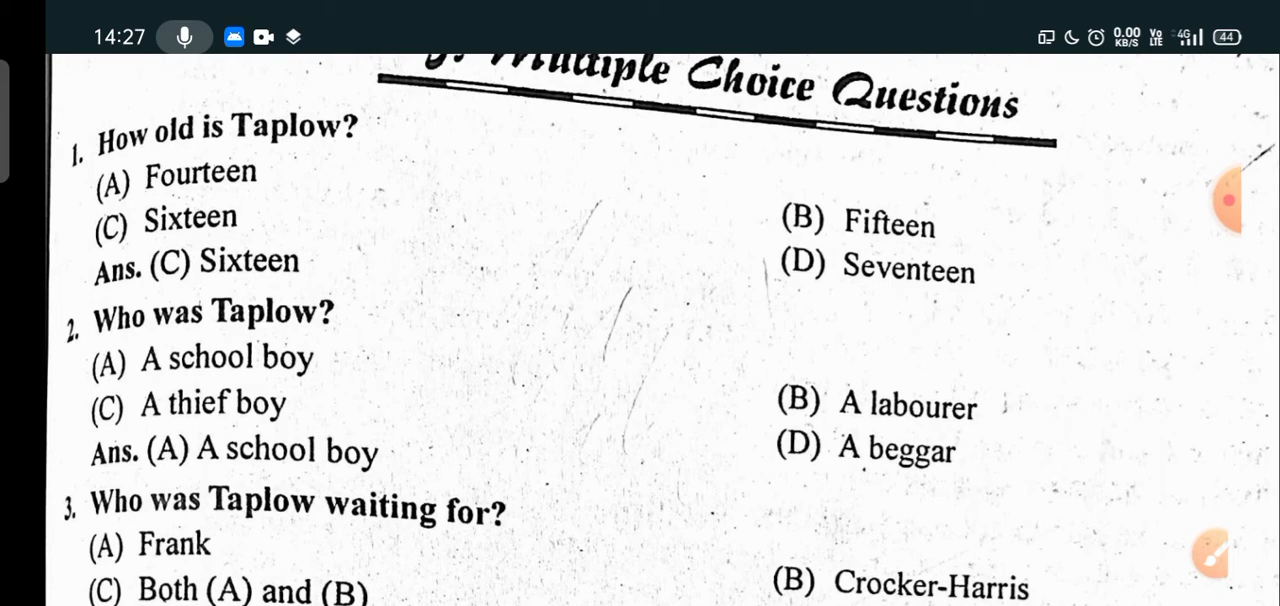 14:27
0.00 KB/S Vo LTE 4G 44
Multiple Choice Questions
1. How old is Taplow?
(A) Fourteen
(B) Fifteen
(C) Sixteen
(D) Seventeen
Ans. (C) Sixteen
2. Who was Taplow?
(A) A school boy
(B) A labourer
(C) A thief boy
(D) A beggar
Ans. (A) A school boy
3. Who was Taplow waiting for?
(A) Frank
(B) Crocker-Harris
(C) Both (A) and (B)